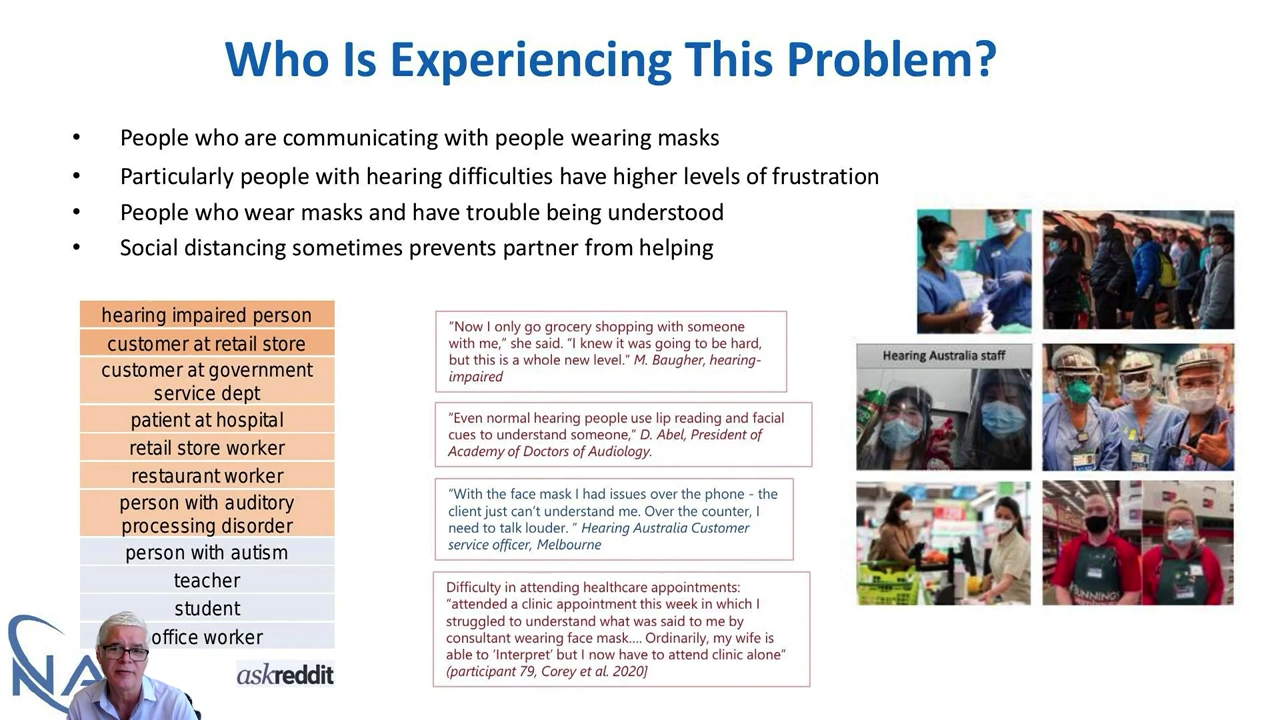 Who Is Experiencing This Problem?
• People who are communicating with people wearing masks
• Particularly people with hearing difficulties have higher levels of frustration
• People who wear masks and have trouble being understood
• Social distancing sometimes prevents partner from helping
hearing impaired person
customer at retail store
customer at government
service dept
patient at hospital
retail store worker
restaurant worker
person with auditory
processing disorder
person with autism
teacher
student
office worker
askreddit
NA
"Now I only go grocery shopping with someone
with me," she said. "I knew it was going to be hard,
but this is a whole new level." M. Baugher, hearing-
impaired
"Even normal hearing people use lip reading and facial
cues to understand someone," D. Abel, President of
Academy of Doctors of Audiology.
"With the face mask I had issues over the phone - the
client just can't understand me. Over the counter, I
need to talk louder. " Hearing Australia Customer
service officer, Melbourne
Difficulty in attending healthcare appointments:
"attended a clinic appointment this week in which I
struggled to understand what was said to me by
consultant wearing face mask.... Ordinarily, my wife is
able to 'Interpret' but I now have to attend clinic alone"
(participant 79, Corey et al. 2020]
Hearing Australia staff
BUNNINGS